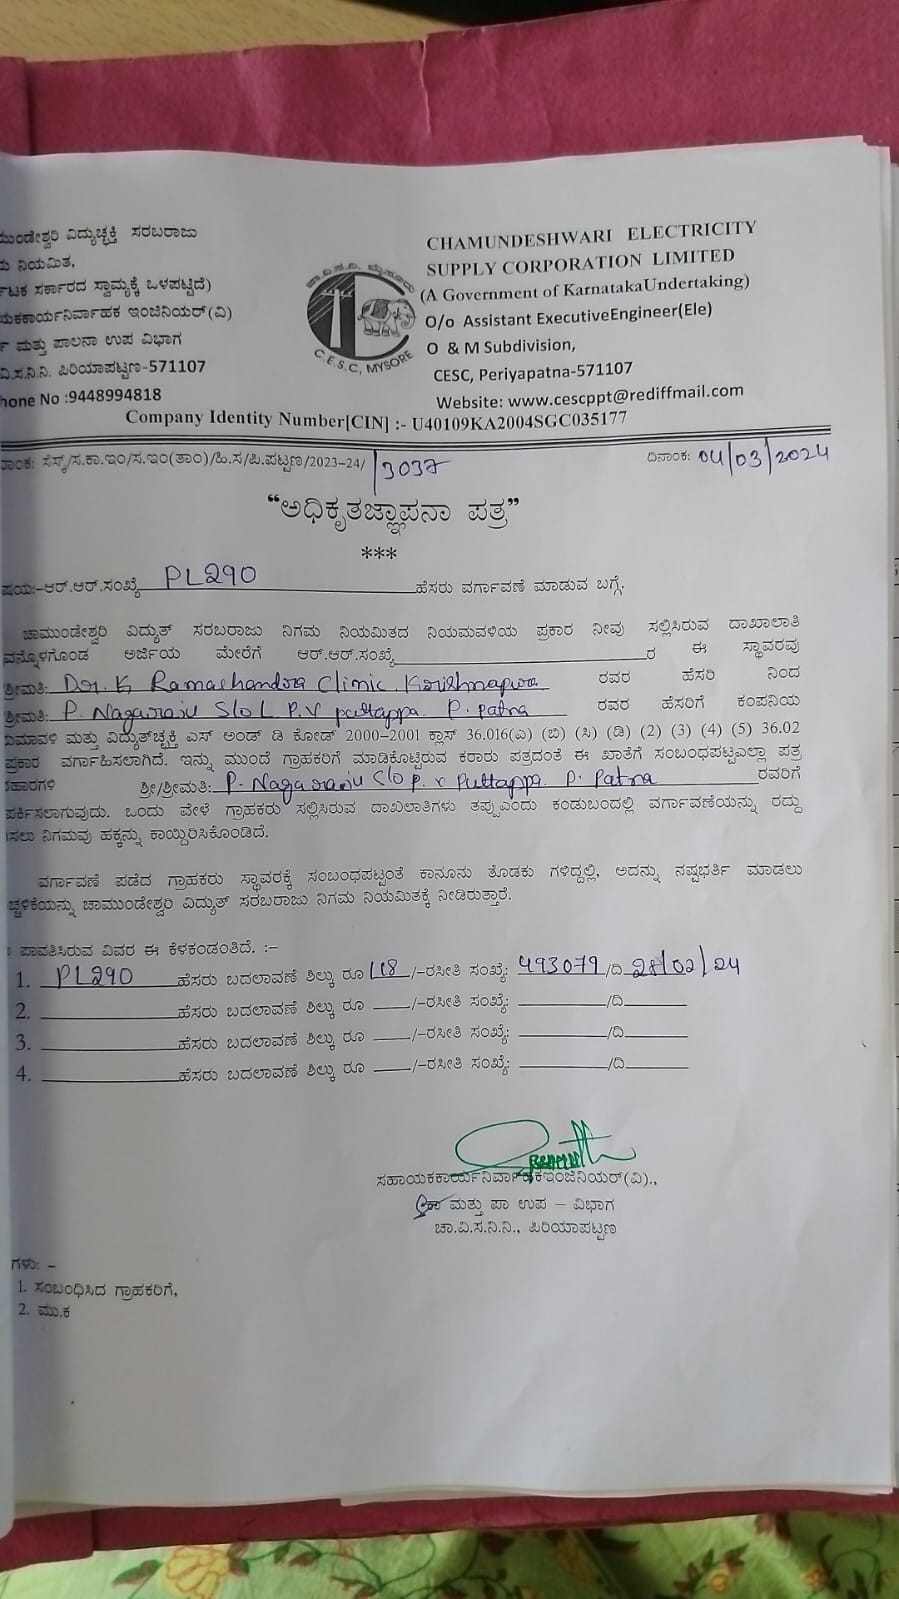 ಮುಂಡೇಶ್ವರಿ ವಿದ್ಯುಚ್ಛಕ್ತಿ ಸರಬರಾಜು
ನಿಯಮಿತ,
ಟಕ ಸರ್ಕಾರದ ಸ್ವಾಮ್ಯಕ್ಕೆ ಒಳಪಟ್ಟಿದೆ)
ಯಕಕಾರ್ಯನಿರ್ವಾಹಕ ಇಂಜಿನಿಯರ್(ವಿ)
ಮತ್ತು ಪಾಲನಾ ಉಪ ವಿಭಾಗ
ವಿ.ಸ.ನಿ.ನಿ. ಪಿರಿಯಾಪಟ್ಟಣ-571107
hone No :9448994818
ಚಾ.ವಿ.ಸ.ನಿ. ಮೈಸೂರು
C.E.S.C, MYSORE
CHAMUNDESHWARI ELECTRICITY
SUPPLY CORPORATION LIMITED
(A Government of KarnatakaUndertaking)
O/o Assistant ExecutiveEngineer(Ele)
O & M Subdivision,
CESC, Periyapatna-571107
Website: www.cescppt@rediffmail.com
Company Identity Number[CIN] :- U40109KA2004SGC035177
ಾಂಕ: ಸೆಸ್ಕ್/ಸ.ಕಾ.ಇಂ/ಸ.ಇಂ(ತಾಂ)/ಹಿ.ಸ/ಪಿ.ಪಟ್ಟಣ/2023-24/ /3037 ದಿನಾಂಕ: 04/03/2024
“ಅಧಿಕೃತಜ್ಞಾಪನಾ ಪತ್ರ”
***
ಷಯ:-ಆರ್.ಆರ್.ಸಂಖ್ಯೆ PL290 ಹೆಸರು ವರ್ಗಾವಣೆ ಮಾಡುವ ಬಗ್ಗೆ.
ಚಾಮುಂಡೇಶ್ವರಿ ವಿದ್ಯುತ್ ಸರಬರಾಜು ನಿಗಮ ನಿಯಮಿತದ ನಿಯಮವಳಿಯ ಪ್ರಕಾರ ನೀವು ಸಲ್ಲಿಸಿರುವ ದಾಖಾಲಾತಿ
ವನ್ನೊಳಗೊಂಡ ಅರ್ಜಿಯ ಮೇರೆಗೆ ಆರ್.ಆರ್.ಸಂಖ್ಯೆ ರ ಈ ಸ್ಥಾವರವು
ಶ್ರೀಮತಿ: Dr. K Ramachandra Clinic. Krishnapura ರವರ ಹೆಸರಿ ನಿಂದ
ಶ್ರೀಮತಿ: P. Nagaraju S/o L P.V puttappa. P. patna ರವರ ಹೆಸರಿಗೆ ಕಂಪನಿಯ
ಮಾವಳಿ ಮತ್ತು ವಿದ್ಯುತ್‌ಚ್ಛಕ್ತಿ ಎಸ್ ಅಂಡ್ ಡಿ ಕೋಡ್ 2000-2001 ಕ್ಲಾಸ್ 36.016(ಎ) (ಬಿ) (ಸಿ) (ಡಿ) (2) (3) (4) (5) 36.02
ಪ್ರಕಾರ ವರ್ಗಾಹಿಸಲಾಗಿದೆ. ಇನ್ನು ಮುಂದೆ ಗ್ರಾಹಕರಿಗೆ ಮಾಡಿಕೊಟ್ಟಿರುವ ಕರಾರು ಪತ್ರದಂತೆ ಈ ಖಾತೆಗೆ ಸಂಬಂಧಪಟ್ಟಎಲ್ಲಾ ಪತ್ರ
ಹಾರಗಳಿ ಶ್ರೀ/ಶ್ರೀಮತಿ: P. Nagaraju S/o P. V Puttappa P. Patna ರವರಿಗೆ
ಪರ್ಕಿಸಲಾಗುವುದು. ಒಂದು ವೇಳೆ ಗ್ರಾಹಕರು ಸಲ್ಲಿಸಿರುವ ದಾಖಲಾತಿಗಳು ತಪ್ಪುಎಂದು ಕಂಡುಬಂದಲ್ಲಿ ವರ್ಗಾವಣೆಯನ್ನು ರದ್ದು
ಸಲು ನಿಗಮವು ಹಕ್ಕನ್ನು ಕಾಯ್ದಿರಿಸಿಕೊಂಡಿದೆ.
ವರ್ಗಾವಣೆ ಪಡೆದ ಗ್ರಾಹಕರು ಸ್ಥಾವರಕ್ಕೆ ಸಂಬಂಧಪಟ್ಟಂತೆ ಕಾನೂನು ತೊಡಕು ಗಳಿದ್ದಲ್ಲಿ, ಅದನ್ನು ನಷ್ಟಭರ್ತಿ ಮಾಡಲು
ಚ್ಚಳಿಕೆಯನ್ನು ಚಾಮುಂಡೇಶ್ವರಿ ವಿದ್ಯುತ್ ಸರಬರಾಜು ನಿಗಮ ನಿಯಮಿತಕ್ಕೆ ನೀಡಿರುತ್ತಾರೆ.
ಪಾವತಿಸಿರುವ ವಿವರ ಈ ಕೆಳಕಂಡಂತಿದೆ. :-
1. PL290 ಹೆಸರು ಬದಲಾವಣೆ ಶಿಲ್ಕು ರೂ 118/-ರಸೀತಿ ಸಂಖ್ಯೆ: 493079/ದಿ 28/02/24
2. ಹೆಸರು ಬದಲಾವಣೆ ಶಿಲ್ಕು ರೂ /-ರಸೀತಿ ಸಂಖ್ಯೆ: /ದಿ
3. ಹೆಸರು ಬದಲಾವಣೆ ಶಿಲ್ಕು ರೂ /-ರಸೀತಿ ಸಂಖ್ಯೆ: /ದಿ
4. ಹೆಸರು ಬದಲಾವಣೆ ಶಿಲ್ಕು ರೂ /-ರಸೀತಿ ಸಂಖ್ಯೆ: /ದಿ
ಸಹಾಯಕಕಾರ್ಯನಿರ್ವಾಹಕಇಂಜಿನಿಯರ್(ವಿ).,
ಮತ್ತು ಪಾ ಉಪ – ವಿಭಾಗ
ಚಾ.ವಿ.ಸ.ನಿ.ನಿ., ಪಿರಿಯಾಪಟ್ಟಣ
ಗಳು: -
1. ಸಂಬಂಧಿಸಿದ ಗ್ರಾಹಕರಿಗೆ,
2. ಮು.ಕ